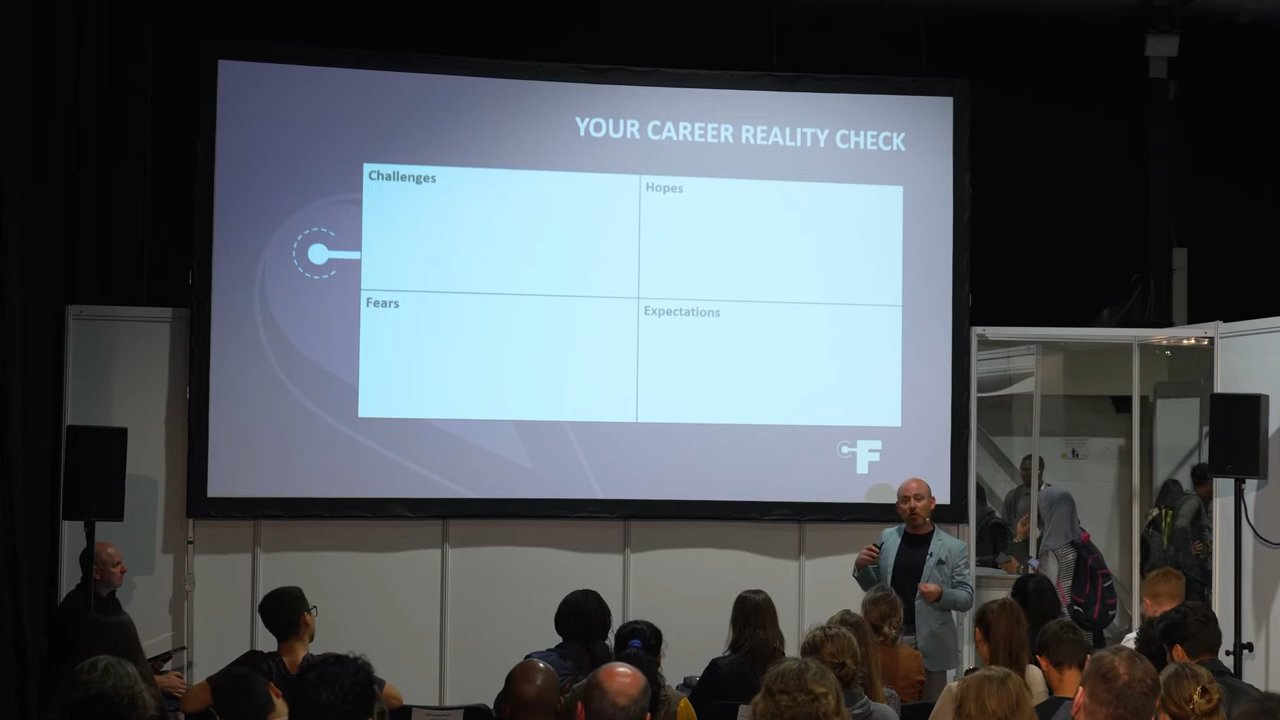 YOUR CAREER REALITY CHECK
Challenges
Hopes
Fears
Expectations
F